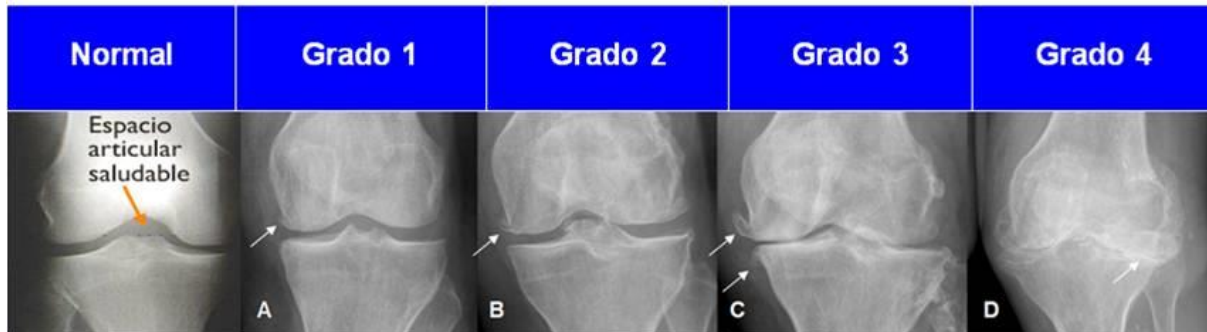 Normal
Grado 1
Grado 2
Grado 3
Grado 4
Espacio
articular
saludable
A
B
C
D